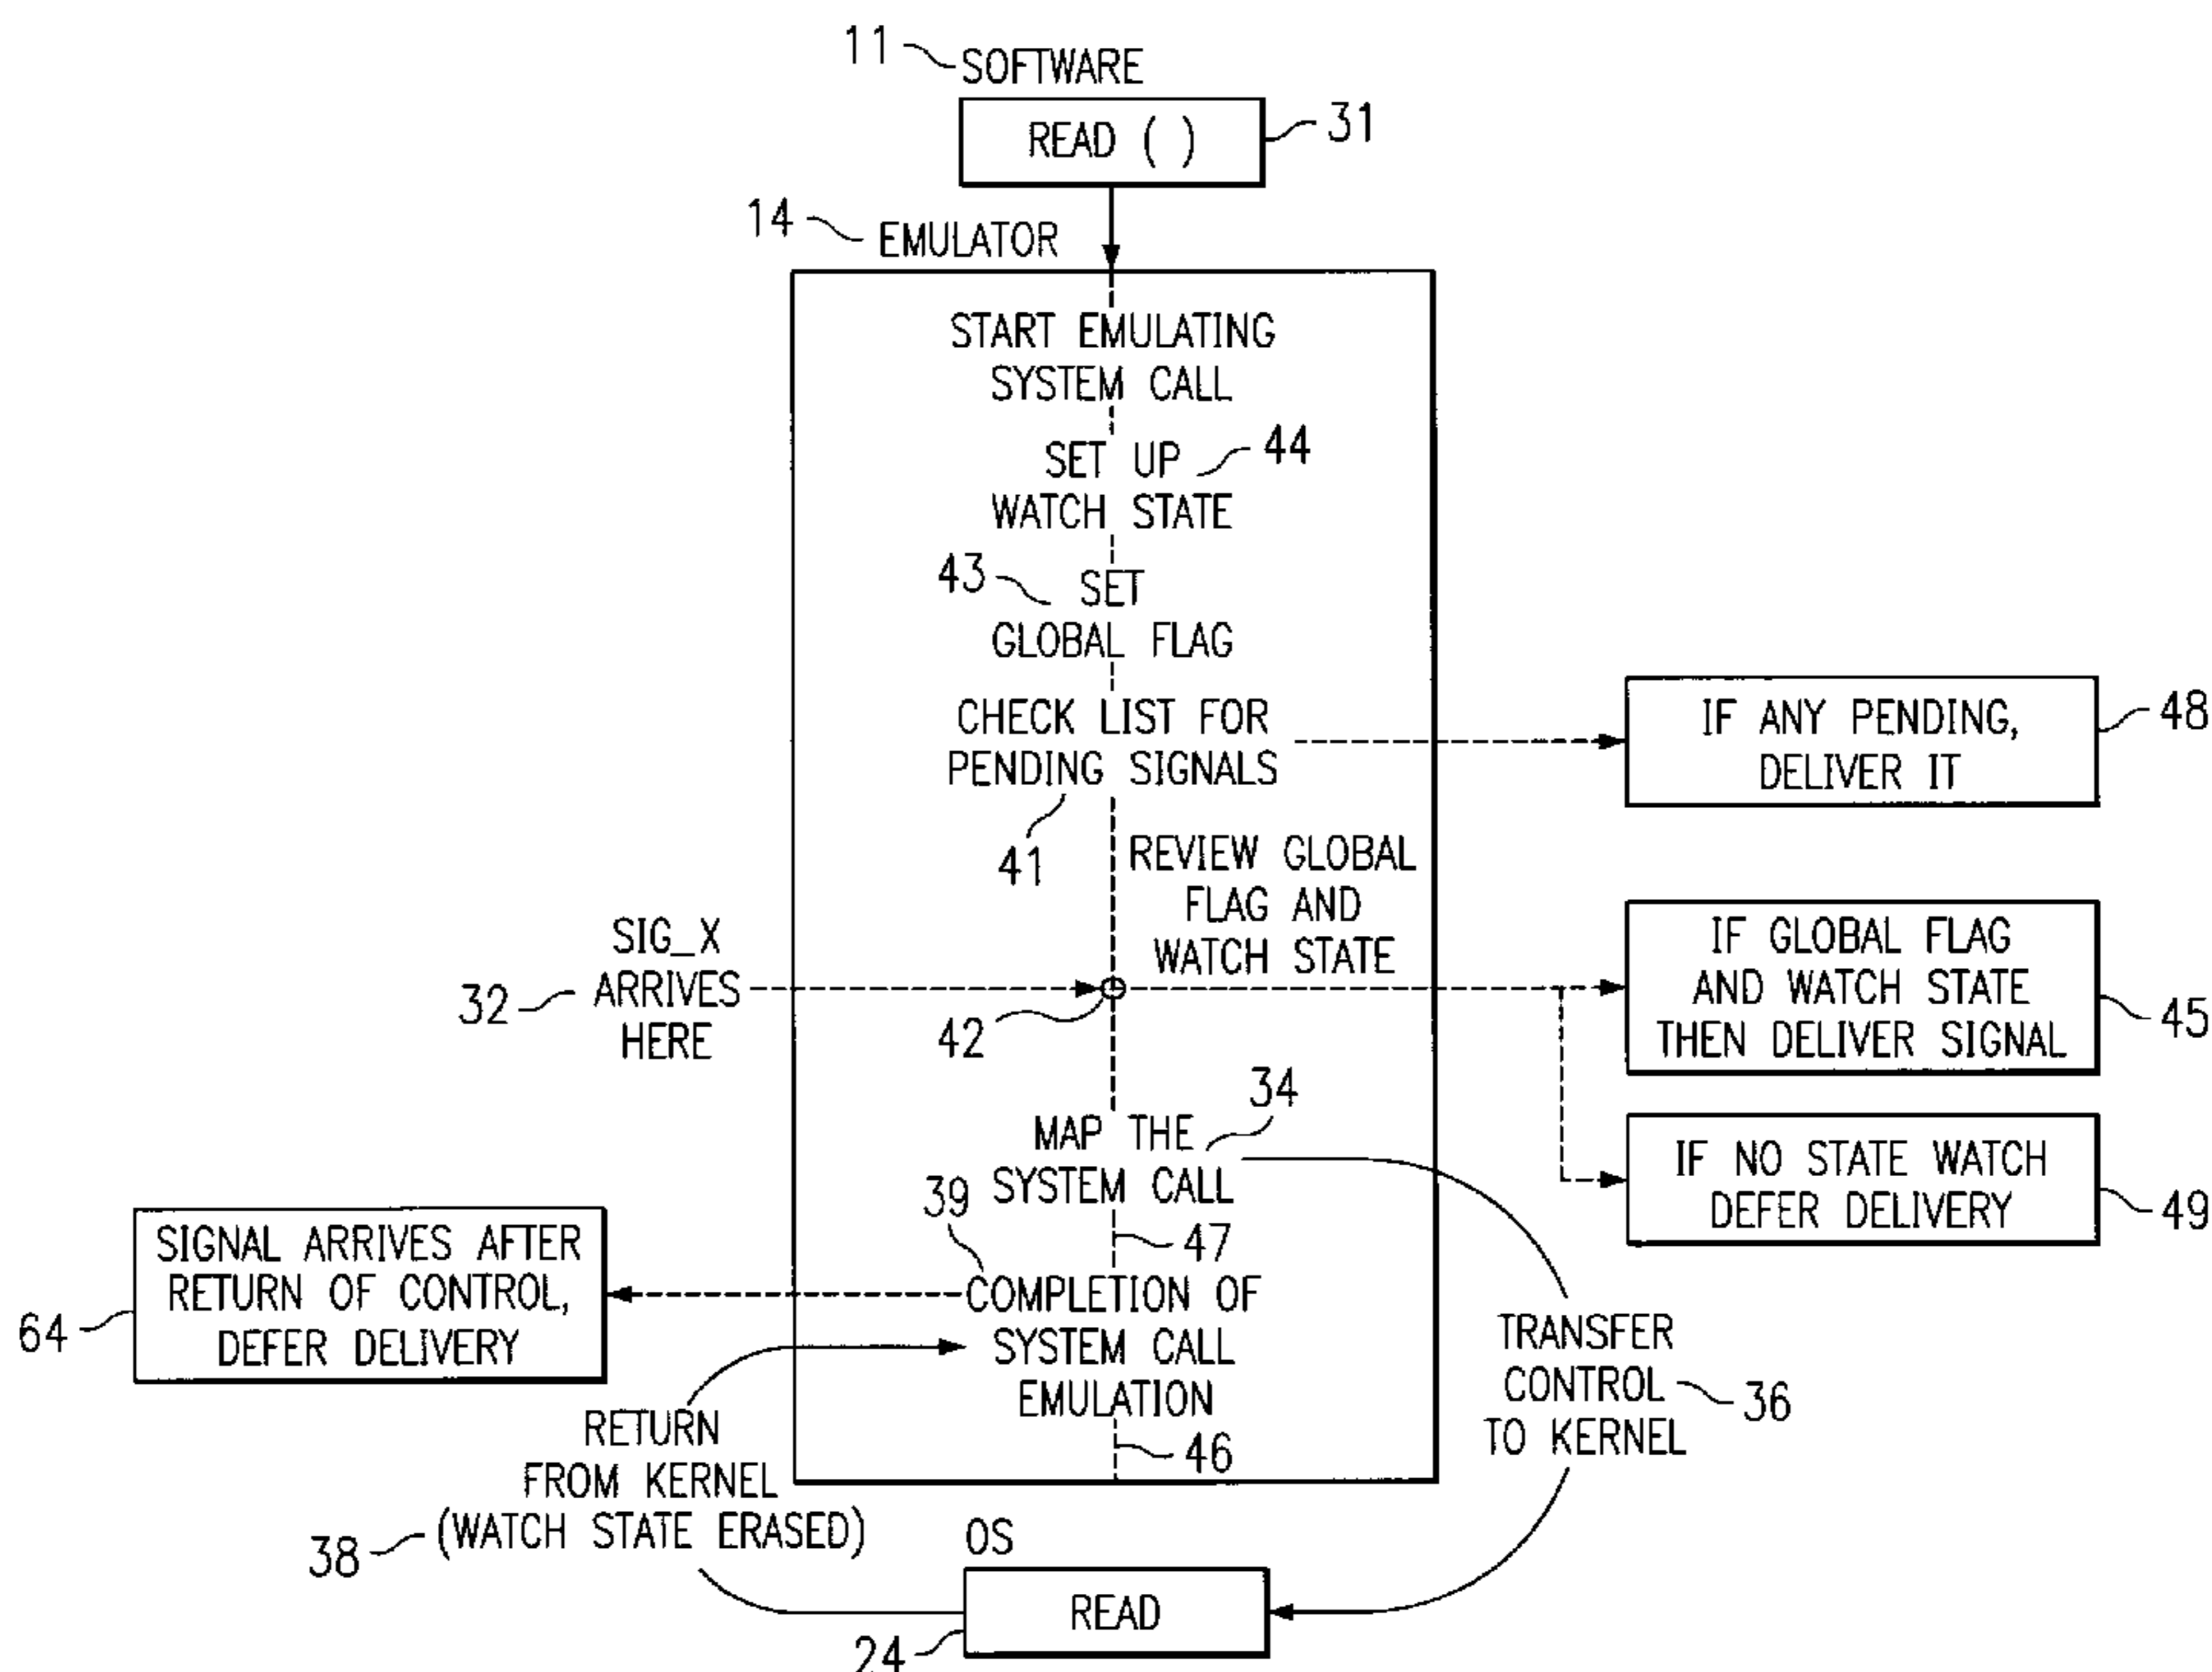 11
SOFTWARE
READ ( )
31
14
EMULATOR
START EMULATING
SYSTEM CALL
SET UP
44
WATCH STATE
43
SET
GLOBAL FLAG
CHECK LIST FOR
PENDING SIGNALS
41
IF ANY PENDING,
DELIVER IT
48
REVIEW GLOBAL
FLAG AND
WATCH STATE
SIG_X
ARRIVES
HERE
32
42
IF GLOBAL FLAG
AND WATCH STATE
THEN DELIVER SIGNAL
45
IF NO STATE WATCH
DEFER DELIVERY
49
MAP THE
SYSTEM CALL
34
47
39
COMPLETION OF
SYSTEM CALL
EMULATION
46
SIGNAL ARRIVES AFTER
RETURN OF CONTROL,
DEFER DELIVERY
64
TRANSFER
CONTROL
TO KERNEL
36
RETURN
FROM KERNEL
(WATCH STATE ERASED)
38
OS
READ
24